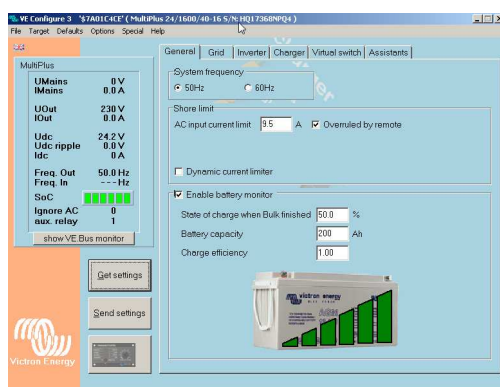 VE Configure 3 '$7A01C4CE' ( MultiPlus 24/1600/40-16 S/N:HQ17368NPQ4 )
File Target Defaults Options Special Help
General Grid Inverter Charger Virtual switch Assistants
MultiPlus
UMains 0 V
IMains 0.0 A
UOut 230 V
IOut 0.0 A
Udc 24.2 V
Udc ripple 0.0 V
Idc 0 A
Freq. Out 50.0 Hz
Freq. In - - - Hz
SoC
Ignore AC 0
aux. relay 1
show VE.Bus monitor
Get settings
Send settings
Victron Energy
System frequency
50Hz 60Hz
Shore limit
AC input current limit 9.5 A Overruled by remote
Dynamic current limiter
Enable battery monitor
State of charge when Bulk finished 50.0 %
Battery capacity 200 Ah
Charge efficiency 1.00
victron energy